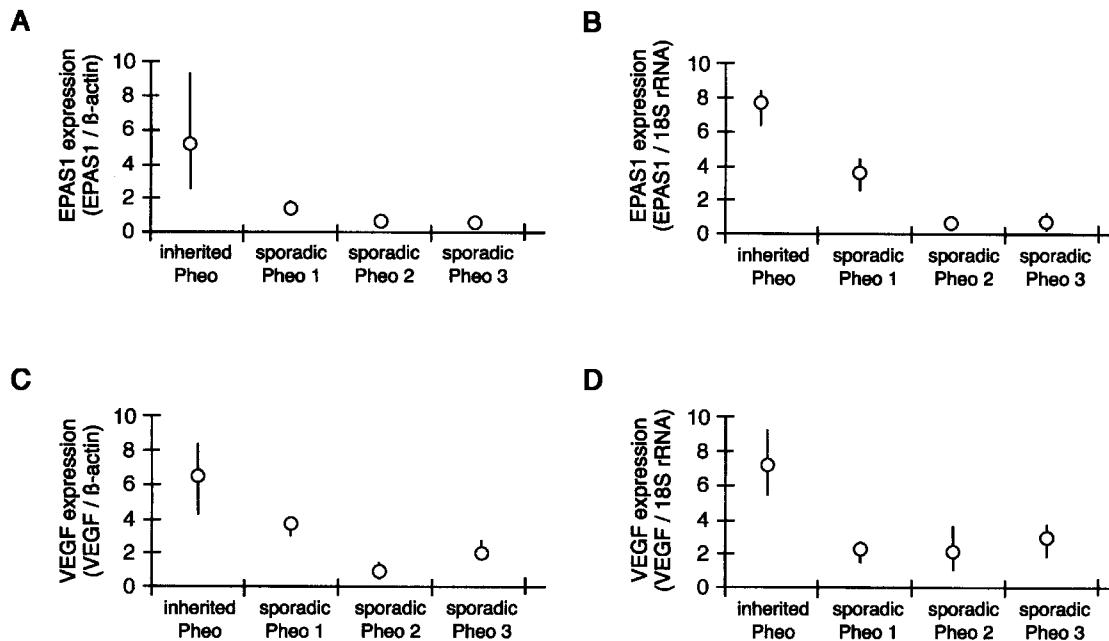 A
EPAS1 expression
(EPAS1 / ß-actin)
10
8
6
4
2
0
inherited
Pheo
sporadic
Pheo 1
sporadic
Pheo 2
sporadic
Pheo 3
B
EPAS1 expression
(EPAS1 / 18S rRNA)
10
8
6
4
2
0
inherited
Pheo
sporadic
Pheo 1
sporadic
Pheo 2
sporadic
Pheo 3
C
VEGF expression
(VEGF / ß-actin)
10
8
6
4
2
0
inherited
Pheo
sporadic
Pheo 1
sporadic
Pheo 2
sporadic
Pheo 3
D
VEGF expression
(VEGF / 18S rRNA)
10
8
6
4
2
0
inherited
Pheo
sporadic
Pheo 1
sporadic
Pheo 2
sporadic
Pheo 3